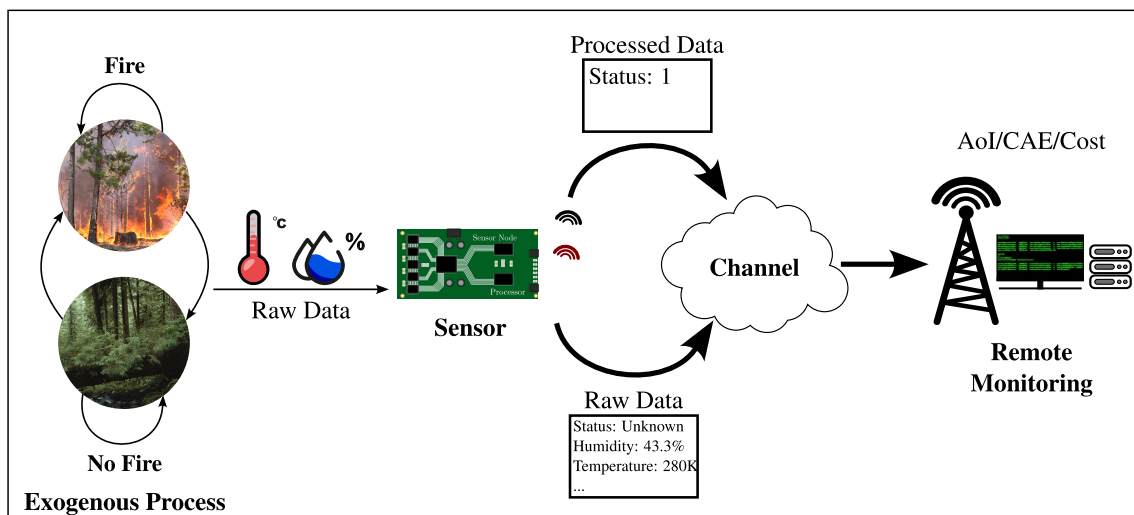 Fire
No Fire
Exogenous Process
°c
%
Raw Data
Sensor Node
Processor
Sensor
Processed Data
Status: 1
Raw Data
Status: Unknown
Humidity: 43.3%
Temperature: 280K
...
Channel
AoI/CAE/Cost
Remote
Monitoring